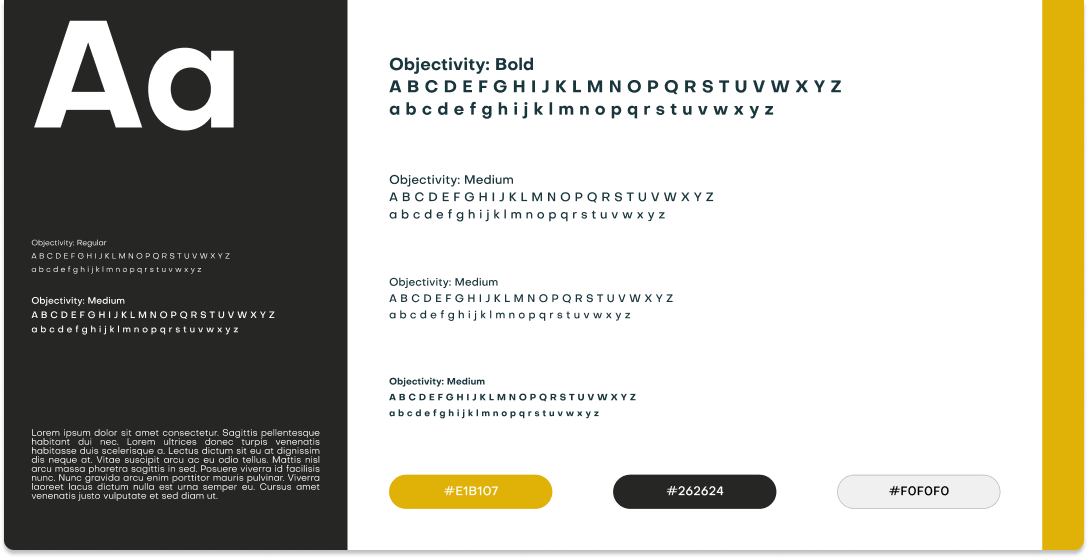 Aa
Objectivity: Regular
A B C D E F G H I J K L M N O P Q R S T U V W X Y Z
a b c d e f g h i j k l m n o p q r s t u v w x y z
Objectivity: Medium
A B C D E F G H I J K L M N O P Q R S T U V W X Y Z
a b c d e f g h i j k l m n o p q r s t u v w x y z
Lorem ipsum dolor sit amet consectetur. Sagittis pellentesque
habitant dui nec. Lorem ultrices donec turpis venenatis
habitasse duis scelerisque a. Lectus dictum sit eu at dignissim
dis neque at. Vitae suscipit arcu ac eu odio tellus. Mattis nisl
arcu massa pharetra sagittis in sed. Posuere viverra id facilisis
nunc. Nunc gravida arcu enim porttitor mauris pulvinar. Viverra
laoreet lacus dictum nulla est urna semper eu. Cursus amet
venenatis justo vulputate et sed diam ut.
Objectivity: Bold
A B C D E F G H I J K L M N O P Q R S T U V W X Y Z
a b c d e f g h i j k l m n o p q r s t u v w x y z
Objectivity: Medium
A B C D E F G H I J K L M N O P Q R S T U V W X Y Z
a b c d e f g h i j k l m n o p q r s t u v w x y z
Objectivity: Medium
A B C D E F G H I J K L M N O P Q R S T U V W X Y Z
a b c d e f g h i j k l m n o p q r s t u v w x y z
Objectivity: Medium
A B C D E F G H I J K L M N O P Q R S T U V W X Y Z
a b c d e f g h i j k l m n o p q r s t u v w x y z
#E1B107
#262624
#F0F0F0